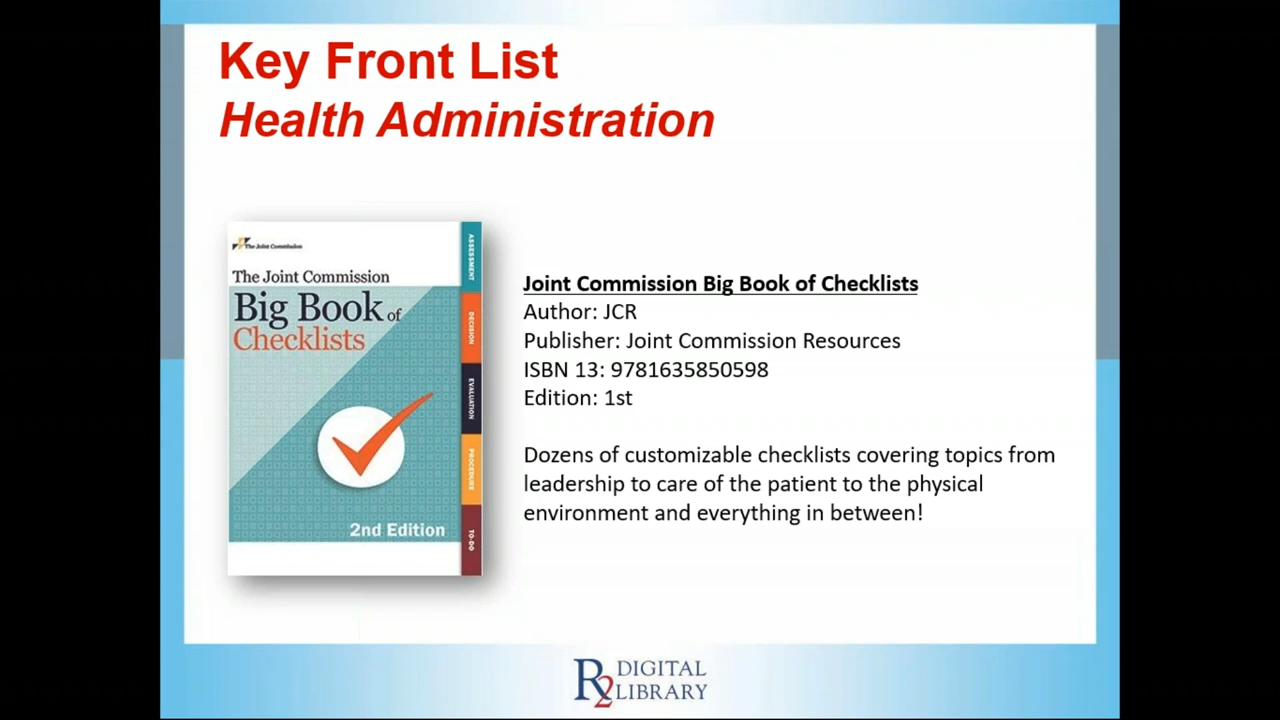 Key Front List
Health Administration
The Joint Commission
The Joint Commission
Big Book of
Checklists
2nd Edition
ASSESSMENT
DECISION
EVALUATION
PROCEDURE
TO-DO
Joint Commission Big Book of Checklists
Author: JCR
Publisher: Joint Commission Resources
ISBN 13: 9781635850598
Edition: 1st
Dozens of customizable checklists covering topics from
leadership to care of the patient to the physical
environment and everything in between!
R2 DIGITAL
LIBRARY